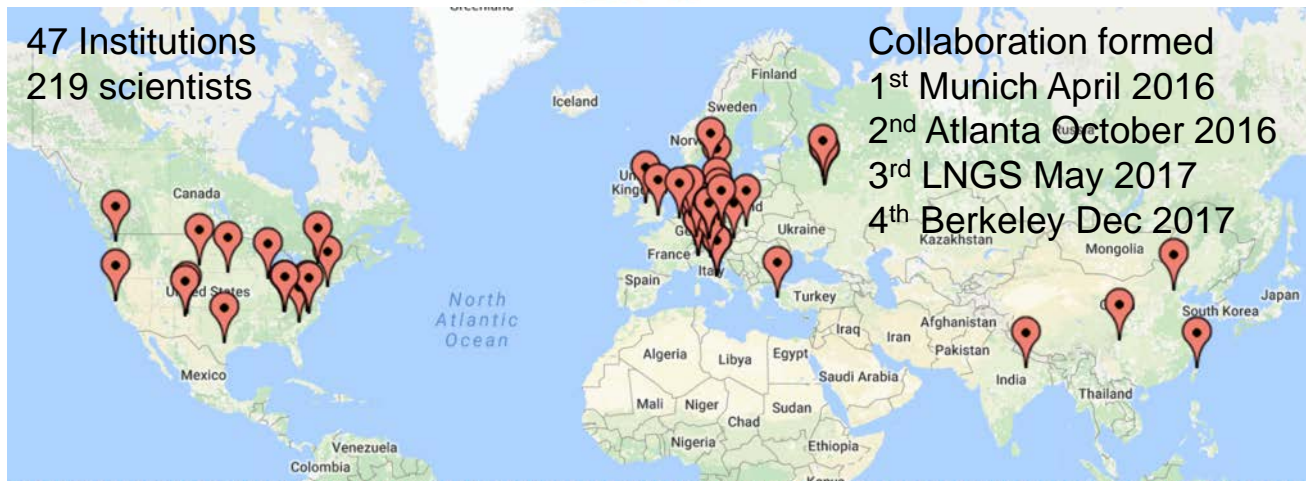 47 Institutions
219 scientists
Collaboration formed
1st Munich April 2016
2nd Atlanta October 2016
3rd LNGS May 2017
4th Berkeley Dec 2017
Finland
Iceland
Sweden
Canada
Ukraine
Kazakhstan
Mongolia
France
Italy
Spain
Turkey
United States
North
Atlantic
Ocean
South Korea
Japan
Iraq
Iran
Afghanistan
Pakistan
Algeria
Libya
Egypt
Saudi Arabia
India
Thailand
Mexico
Mali
Niger
Chad
Sudan
Nigeria
Ethiopia
Venezuela
Colombia